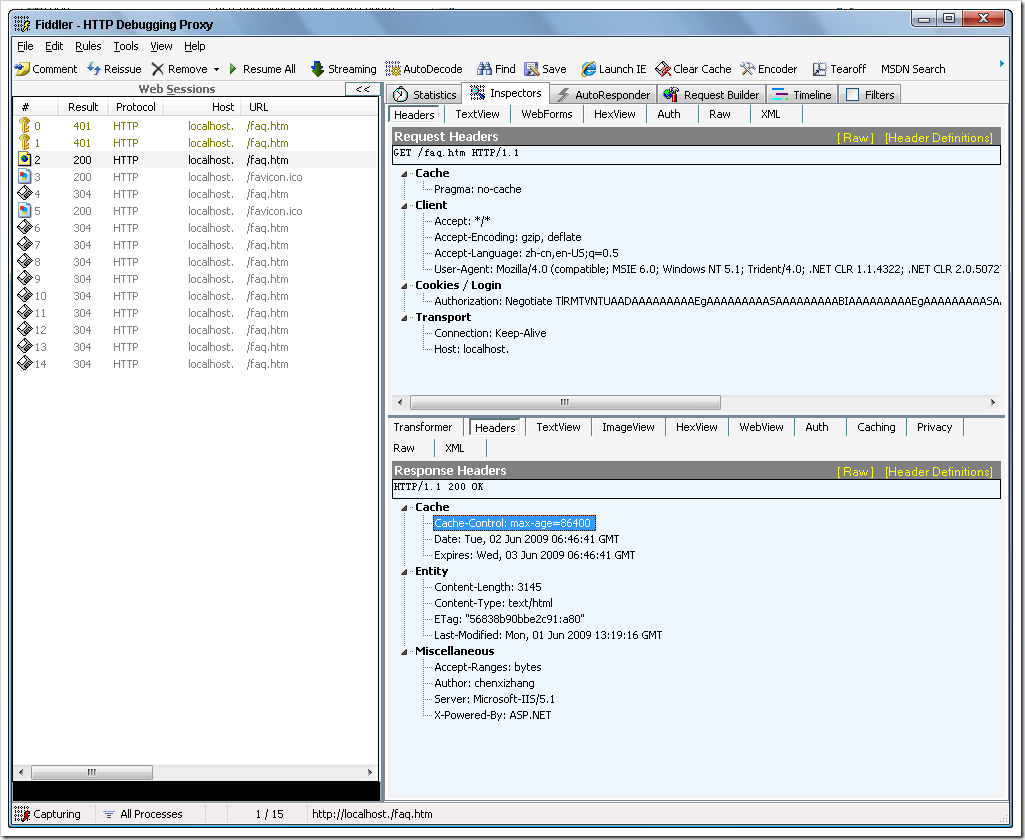 Fiddler - HTTP Debugging Proxy
File Edit Rules Tools View Help
Comment Reissue Remove Resume All Streaming AutoDecode Find Save Launch IE Clear Cache Encoder Tearoff MSDN Search
Web Sessions <<
# Result Protocol Host URL
0 401 HTTP localhost. /faq.htm
1 401 HTTP localhost. /faq.htm
2 200 HTTP localhost. /faq.htm
3 200 HTTP localhost. /favicon.ico
4 304 HTTP localhost. /faq.htm
5 200 HTTP localhost. /favicon.ico
6 304 HTTP localhost. /faq.htm
7 304 HTTP localhost. /faq.htm
8 304 HTTP localhost. /faq.htm
9 304 HTTP localhost. /faq.htm
10 304 HTTP localhost. /faq.htm
11 304 HTTP localhost. /faq.htm
12 304 HTTP localhost. /faq.htm
13 304 HTTP localhost. /faq.htm
14 304 HTTP localhost. /faq.htm
Statistics Inspectors AutoResponder Request Builder Timeline Filters
Headers TextView WebForms HexView Auth Raw XML
Request Headers [ Raw ] [Header Definitions]
GET /faq.htm HTTP/1.1
Cache
Pragma: no-cache
Client
Accept: */*
Accept-Encoding: gzip, deflate
Accept-Language: zh-cn,en-US;q=0.5
User-Agent: Mozilla/4.0 (compatible; MSIE 6.0; Windows NT 5.1; Trident/4.0; .NET CLR 1.1.4322; .NET CLR 2.0.5072
Cookies / Login
Authorization: Negotiate TlRMTVNTUAADAAAAAAAAAEgAAAAAAAAASAAAAAAAAABIAAAAAAAAAEgAAAAAAAAASAA
Transport
Connection: Keep-Alive
Host: localhost.
Transformer Headers TextView ImageView HexView WebView Auth Caching Privacy
Raw XML
Response Headers [ Raw ] [Header Definitions]
HTTP/1.1 200 OK
Cache
Cache-Control: max-age=86400
Date: Tue, 02 Jun 2009 06:46:41 GMT
Expires: Wed, 03 Jun 2009 06:46:41 GMT
Entity
Content-Length: 3145
Content-Type: text/html
ETag: "56838b90bbe2c91:a80"
Last-Modified: Mon, 01 Jun 2009 13:19:16 GMT
Miscellaneous
Accept-Ranges: bytes
Author: chenxizhang
Server: Microsoft-IIS/5.1
X-Powered-By: ASP.NET
Capturing All Processes 1 / 15 http://localhost./faq.htm